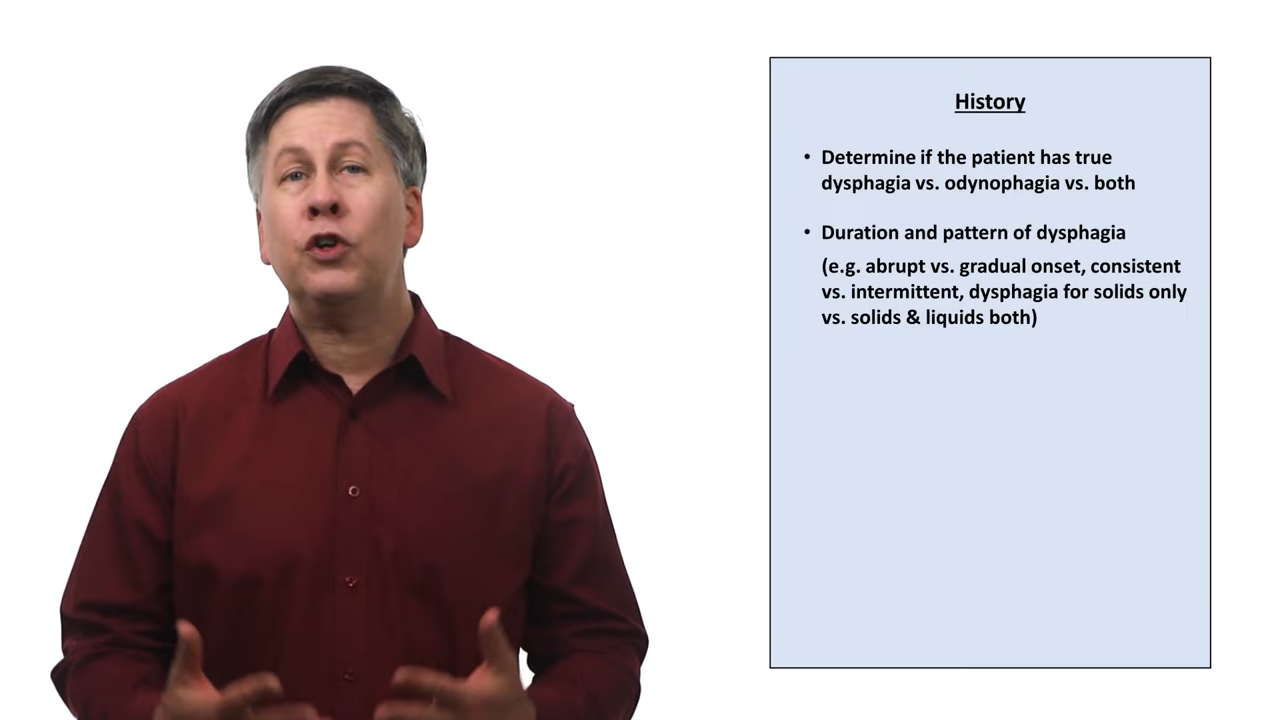 History
• Determine if the patient has true
dysphagia vs. odynophagia vs. both
• Duration and pattern of dysphagia
(e.g. abrupt vs. gradual onset, consistent
vs. intermittent, dysphagia for solids only
vs. solids & liquids both)